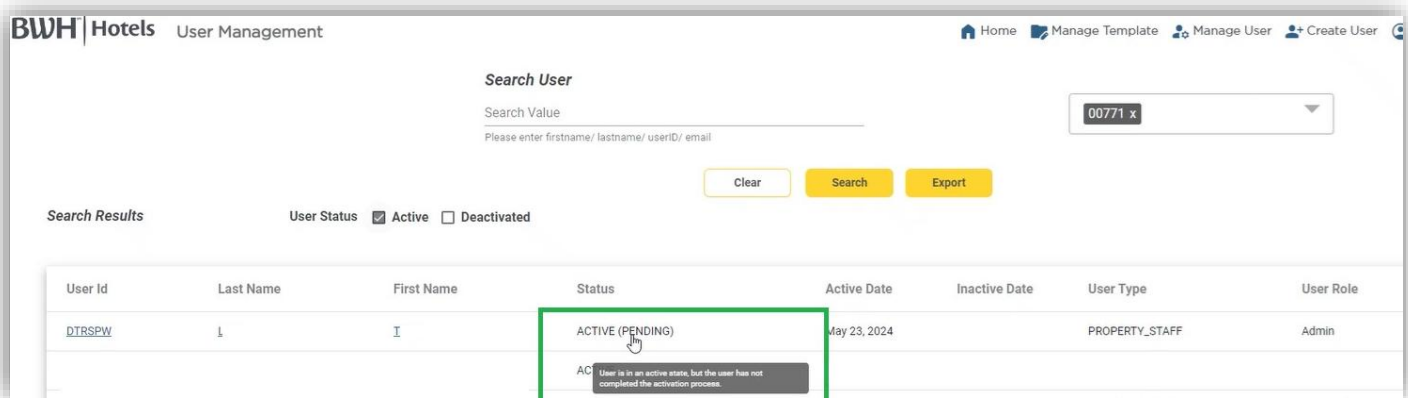 BWH Hotels User Management Home Manage Template Manage User Create User
Search User
Search Value
00771 x
Please enter firstname/ lastname/ userID/ email
Clear Search Export
Search Results User Status Active Deactivated
User Id Last Name First Name Status Active Date Inactive Date User Type User Role
DTRSPW L T ACTIVE (PENDING) May 23, 2024 PROPERTY_STAFF Admin
User is in an active state, but the user has not
completed the activation process.